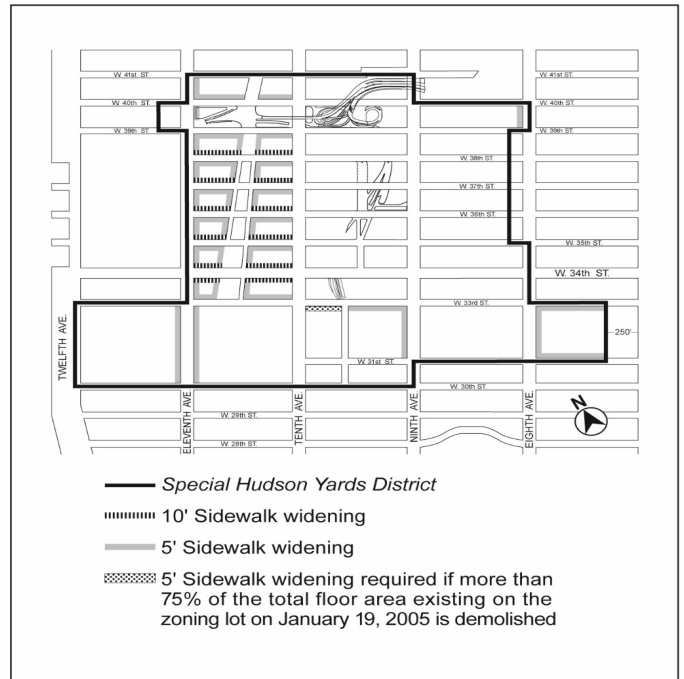 W. 41st ST.
W. 41st ST.
W. 40th ST.
W. 40th ST.
W. 39th ST.
W. 39th ST.
W. 38th ST.
W. 37th ST.
W. 36th ST.
W. 35th ST.
W. 34th ST.
W. 33rd ST.
250'
W. 31st ST.
W. 30th ST.
W. 29th ST.
W. 28th ST.
TWELFTH AVE.
ELEVENTH AVE.
TENTH AVE.
NINTH AVE.
EIGHTH AVE.
N
Special Hudson Yards District
10' Sidewalk widening
5' Sidewalk widening
5' Sidewalk widening required if more than
75% of the total floor area existing on the
zoning lot on January 19, 2005 is demolished